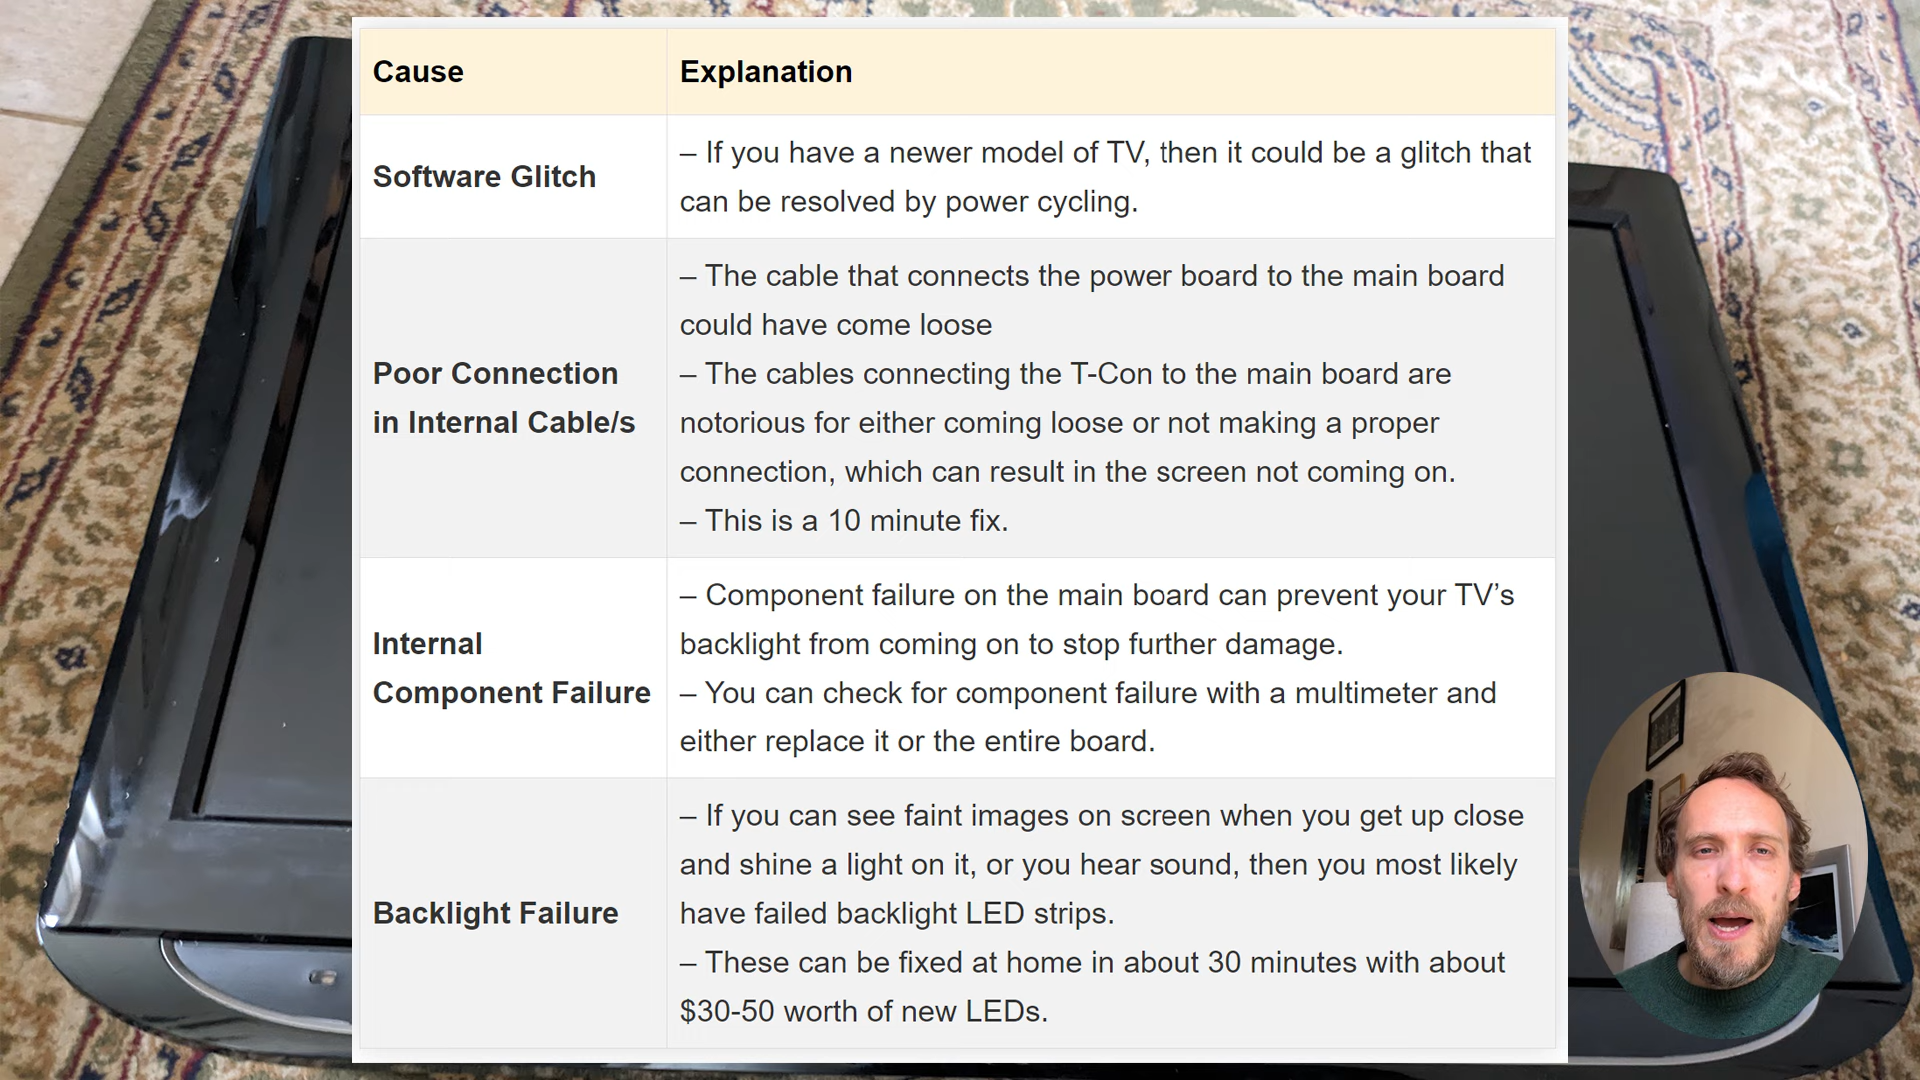 Cause
Explanation
Software Glitch
– If you have a newer model of TV, then it could be a glitch that
can be resolved by power cycling.
Poor Connection
in Internal Cable/s
– The cable that connects the power board to the main board
could have come loose
– The cables connecting the T-Con to the main board are
notorious for either coming loose or not making a proper
connection, which can result in the screen not coming on.
– This is a 10 minute fix.
Internal
Component Failure
– Component failure on the main board can prevent your TV’s
backlight from coming on to stop further damage.
– You can check for component failure with a multimeter and
either replace it or the entire board.
Backlight Failure
– If you can see faint images on screen when you get up close
and shine a light on it, or you hear sound, then you most likely
have failed backlight LED strips.
– These can be fixed at home in about 30 minutes with about
$30-50 worth of new LEDs.